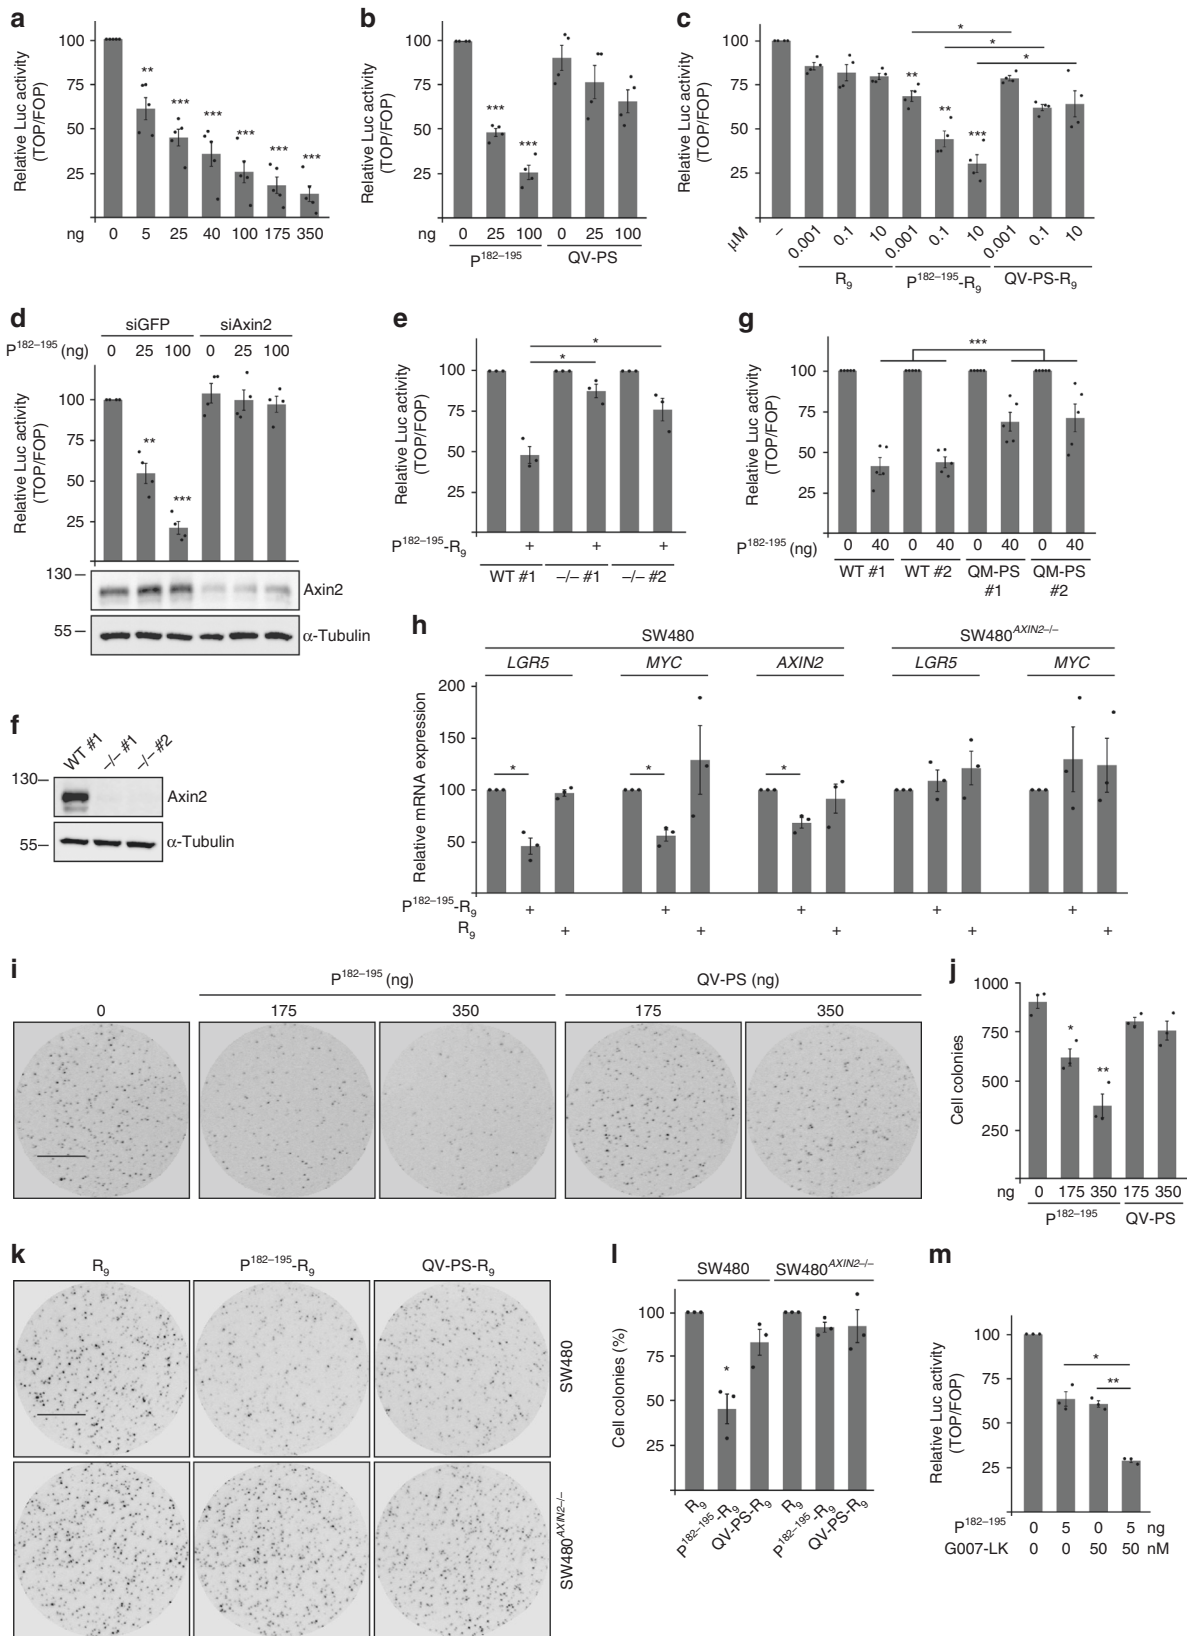 a
Relative Luc activity
(TOP/FOP)
100
75
50
25
**
***
***
***
***
***
ng
0 5 25 40 100 175 350
b
Relative Luc activity
(TOP/FOP)
100
75
50
25
***
***
ng
0 25 100 0 25 100
P182–195 QV-PS
c
Relative Luc activity
(TOP/FOP)
100
75
50
25
*
*
*
**
**
***
μM
– 0.001 0.1 10 0.001 0.1 10 0.001 0.1 10
R9 P182–195-R9 QV-PS-R9
d
siGFP siAxin2
P182–195 (ng) 0 25 100 0 25 100
Relative Luc activity
(TOP/FOP)
100
75
50
25
**
***
130
Axin2
55
α-Tubulin
e
Relative Luc activity
(TOP/FOP)
100
75
50
25
*
*
P182–195-R9 + + +
WT #1 –/– #1 –/– #2
g
Relative Luc activity
(TOP/FOP)
100
75
50
25
***
P182-195 (ng) 0 40 0 40 0 40 0 40
WT #1 WT #2 QM-PS #1 QM-PS #2
f
WT #1 –/– #1 –/– #2
130
Axin2
55
α-Tubulin
h
SW480 SW480AXIN2–/–
LGR5 MYC AXIN2 LGR5 MYC
Relative mRNA expression
200
150
100
50
*
*
*
P182–195-R9 + + + + +
R9 + + + + +
i
P182–195 (ng) QV-PS (ng)
0 175 350 175 350
j
Cell colonies
1000
750
500
250
*
**
ng 0 175 350 175 350
P182–195 QV-PS
k
R9 P182–195-R9 QV-PS-R9
SW480
SW480AXIN2–/–
l
SW480 SW480AXIN2–/–
Cell colonies (%)
100
75
50
25
*
R9 P182–195-R9 QV-PS-R9 R9 P182–195-R9 QV-PS-R9
m
Relative Luc activity
(TOP/FOP)
100
75
50
25
*
**
P182–195 0 5 0 5 ng
G007-LK 0 0 50 50 nM